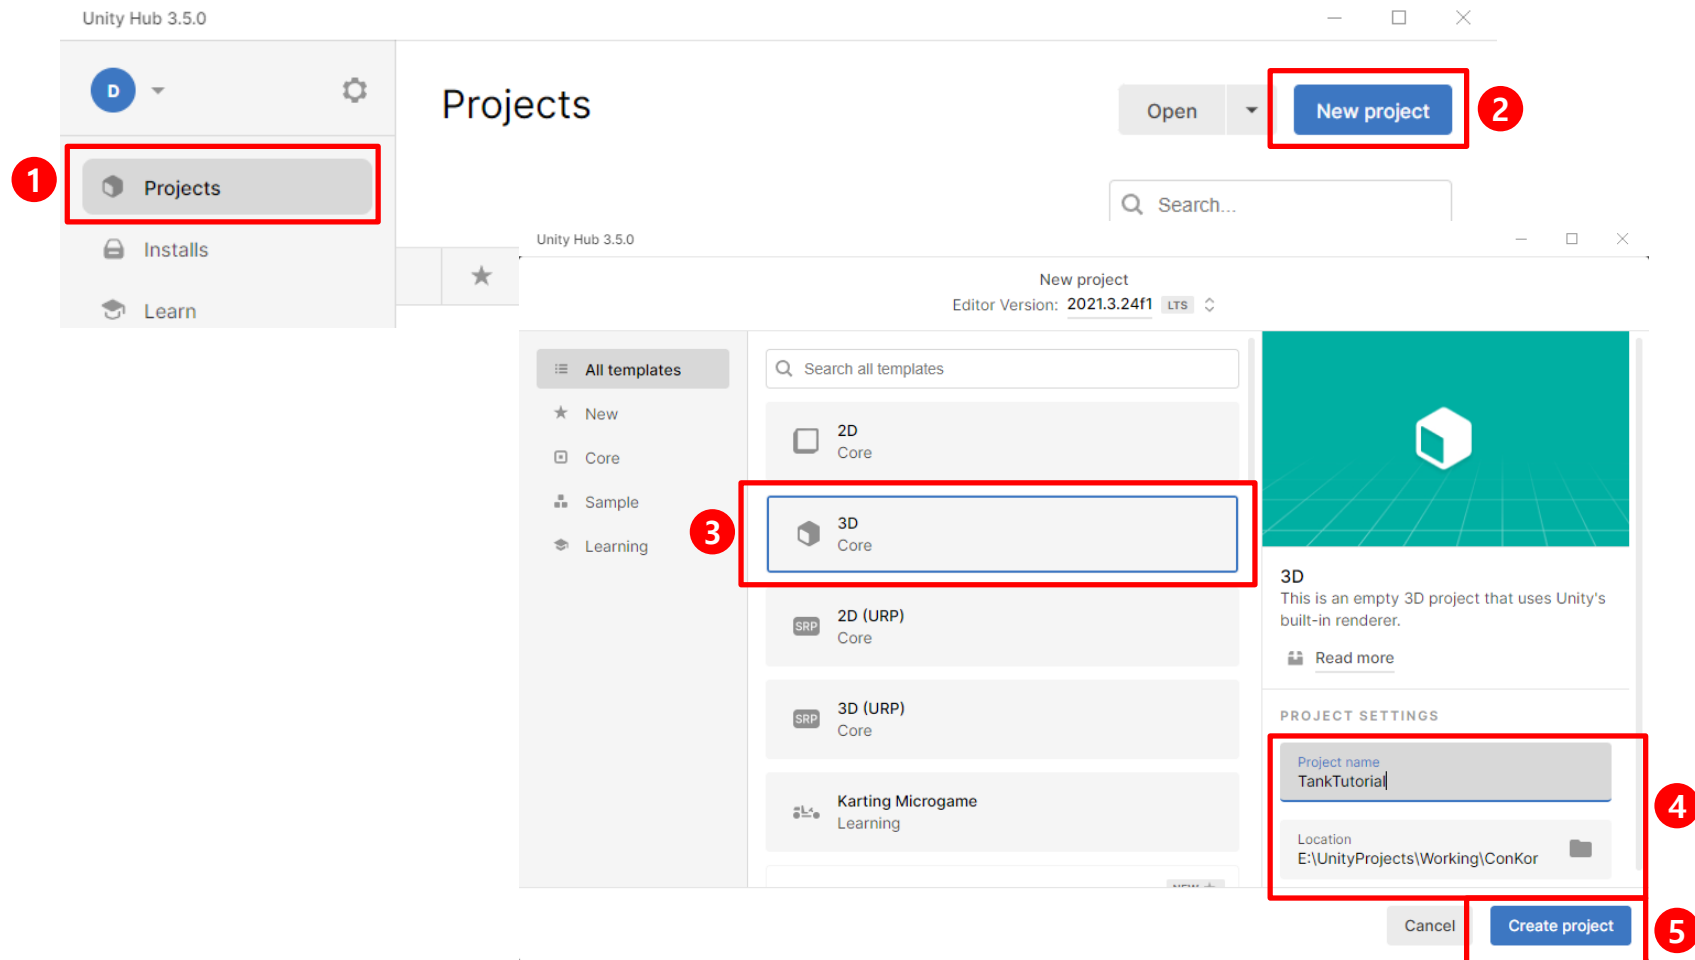 Unity Hub 3.5.0
D
Projects
Open
New project
2
1
Projects
Search...
Installs
Learn
Unity Hub 3.5.0
New project
Editor Version: 2021.3.24f1 LTS
All templates
New
Core
Sample
Learning
Search all templates
2D
Core
3
3D
Core
SRP
2D (URP)
Core
SRP
3D (URP)
Core
Karting Microgame
Learning
NEW
3D
This is an empty 3D project that uses Unity's
built-in renderer.
Read more
PROJECT SETTINGS
Project name
TankTutorial
4
Location
E:\UnityProjects\Working\ConKor
Cancel
Create project
5